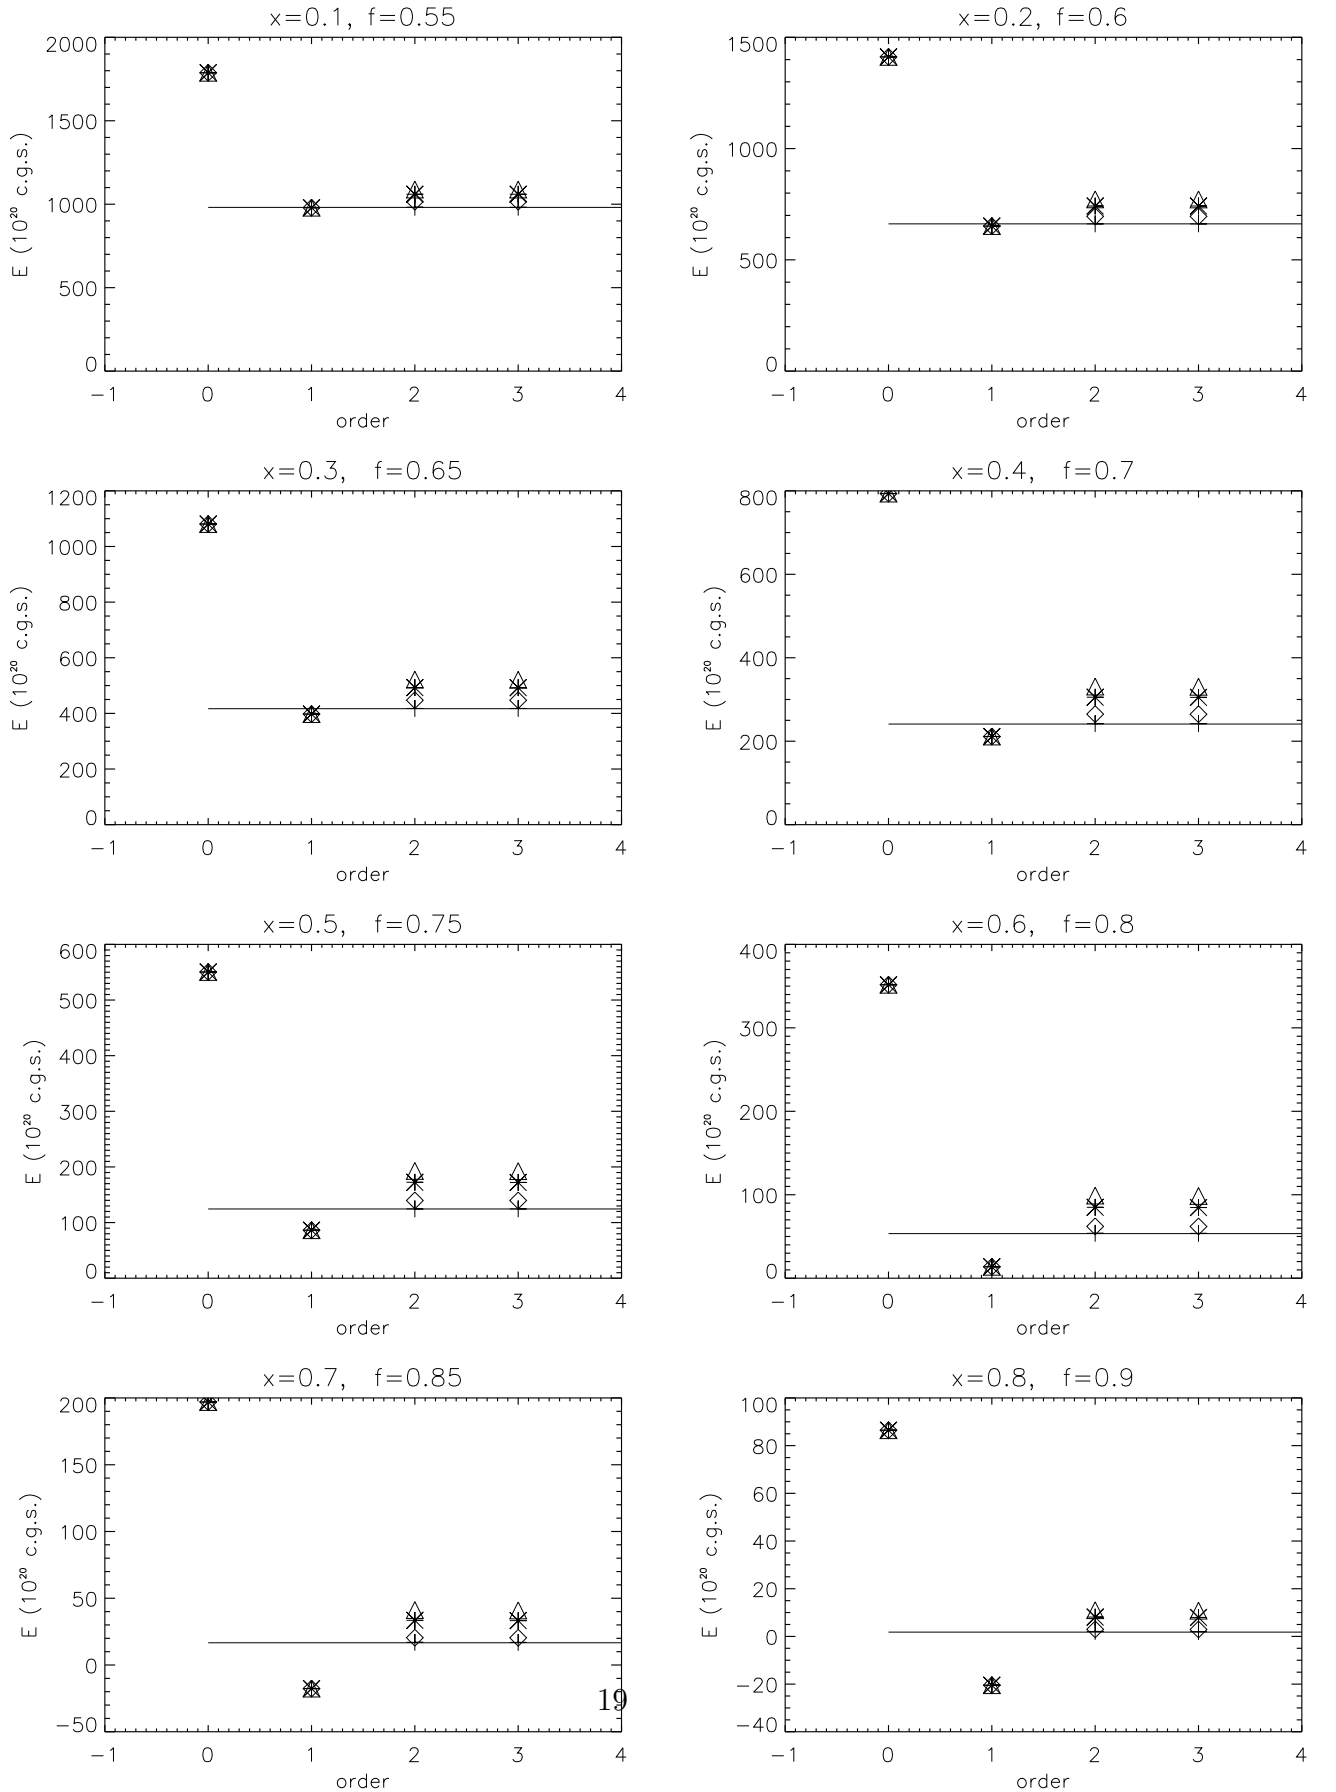 x=0.1, f=0.55
2000
1500
1000
500
0
E (10²⁰ c.g.s.)
−1 0 1 2 3 4
order
x=0.2, f=0.6
1500
1000
500
0
E (10²⁰ c.g.s.)
−1 0 1 2 3 4
order
x=0.3, f=0.65
1200
1000
800
600
400
200
0
E (10²⁰ c.g.s.)
−1 0 1 2 3 4
order
x=0.4, f=0.7
800
600
400
200
0
E (10²⁰ c.g.s.)
−1 0 1 2 3 4
order
x=0.5, f=0.75
600
500
400
300
200
100
0
E (10²⁰ c.g.s.)
−1 0 1 2 3 4
order
x=0.6, f=0.8
400
300
200
100
0
E (10²⁰ c.g.s.)
−1 0 1 2 3 4
order
x=0.7, f=0.85
200
150
100
50
0
−50
E (10²⁰ c.g.s.)
−1 0 1 2 3 4
order
x=0.8, f=0.9
100
80
60
40
20
0
−20
−40
E (10²⁰ c.g.s.)
−1 0 1 2 3 4
order
19